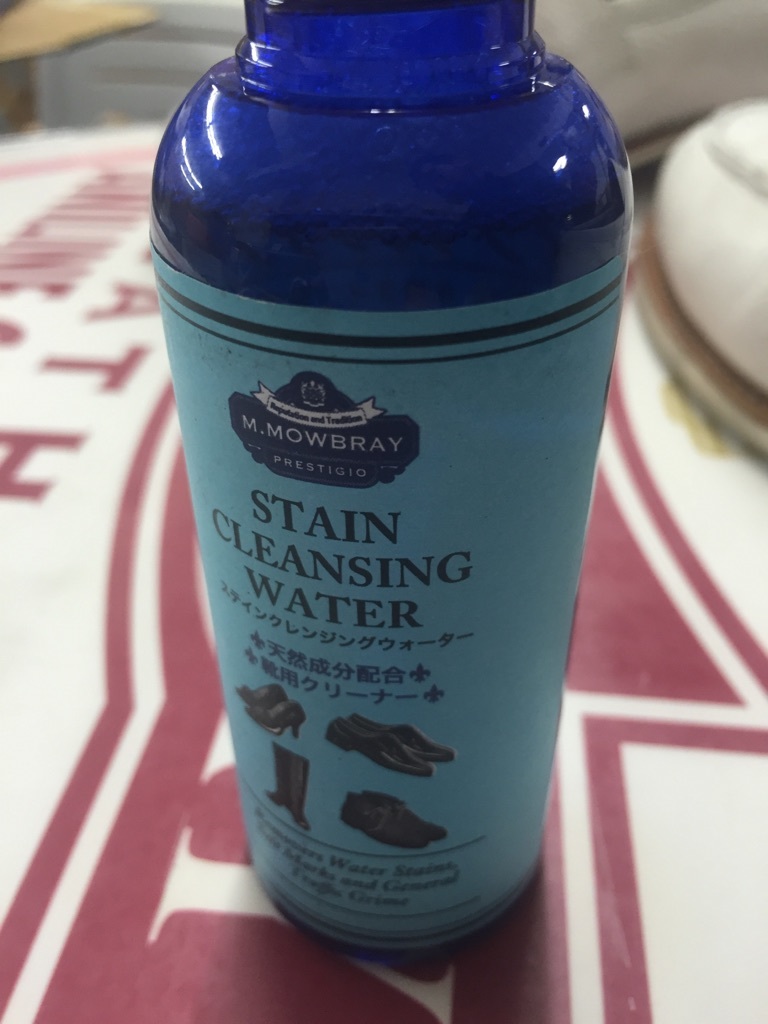 Reputation and Tradition
M.MOWBRAY
PRESTIGIO
STAIN
CLEANSING
WATER
ステインクレンジングウォーター
天然成分配合
靴用クリーナー
Removes Water Stains,
Salt Marks and General
Traffic Grime